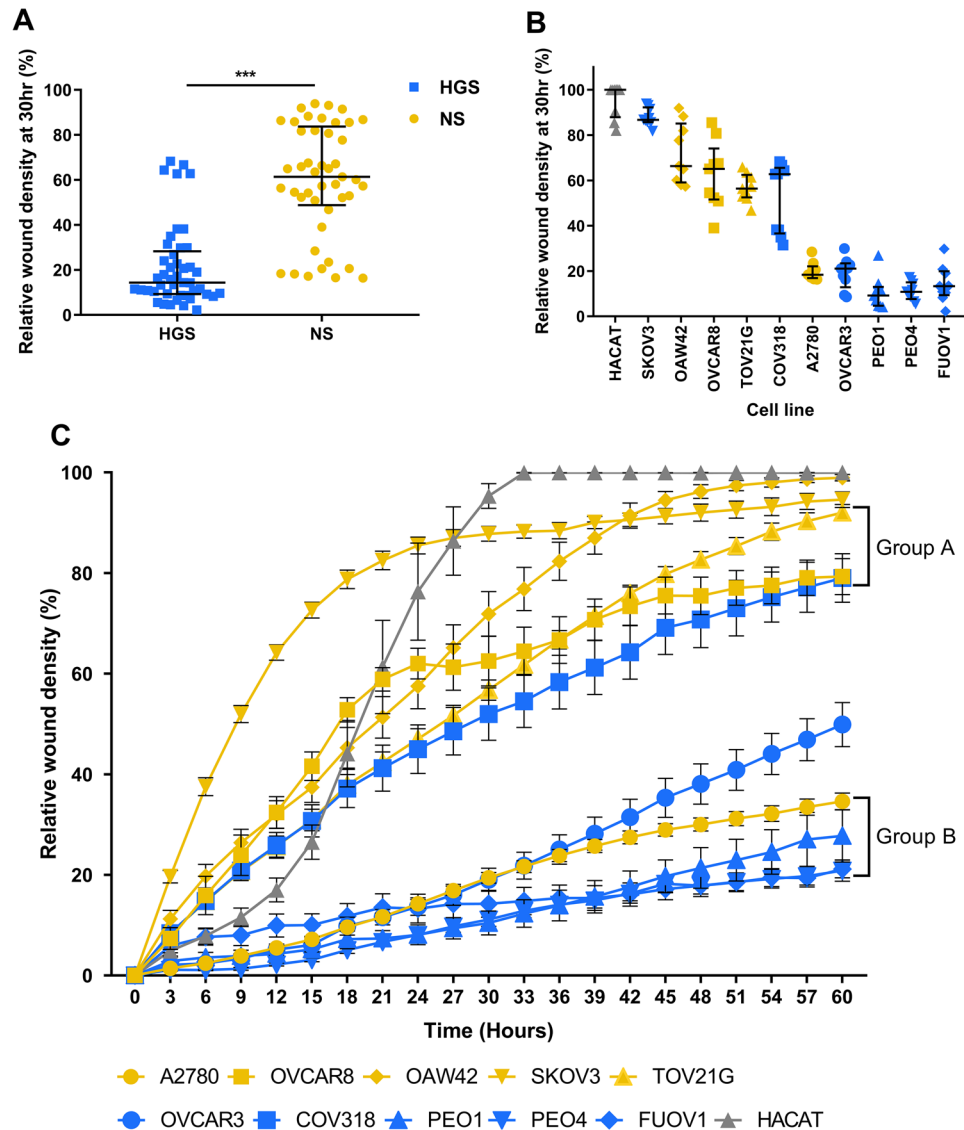 A
Relative wound density at 30hr (%)
100
80
60
40
20
0
***
HGS
NS
HGS
NS
B
Relative wound density at 30hr (%)
100
80
60
40
20
0
HACAT
SKOV3
OAW42
OVCAR8
TOV21G
COV318
A2780
OVCAR3
PEO1
PEO4
FUOV1
Cell line
C
Relative wound density (%)
100
80
60
40
20
0
Group A
Group B
0 3 6 9 12 15 18 21 24 27 30 33 36 39 42 45 48 51 54 57 60
Time (Hours)
A2780 OVCAR8 OAW42 SKOV3 TOV21G
OVCAR3 COV318 PEO1 PEO4 FUOV1 HACAT